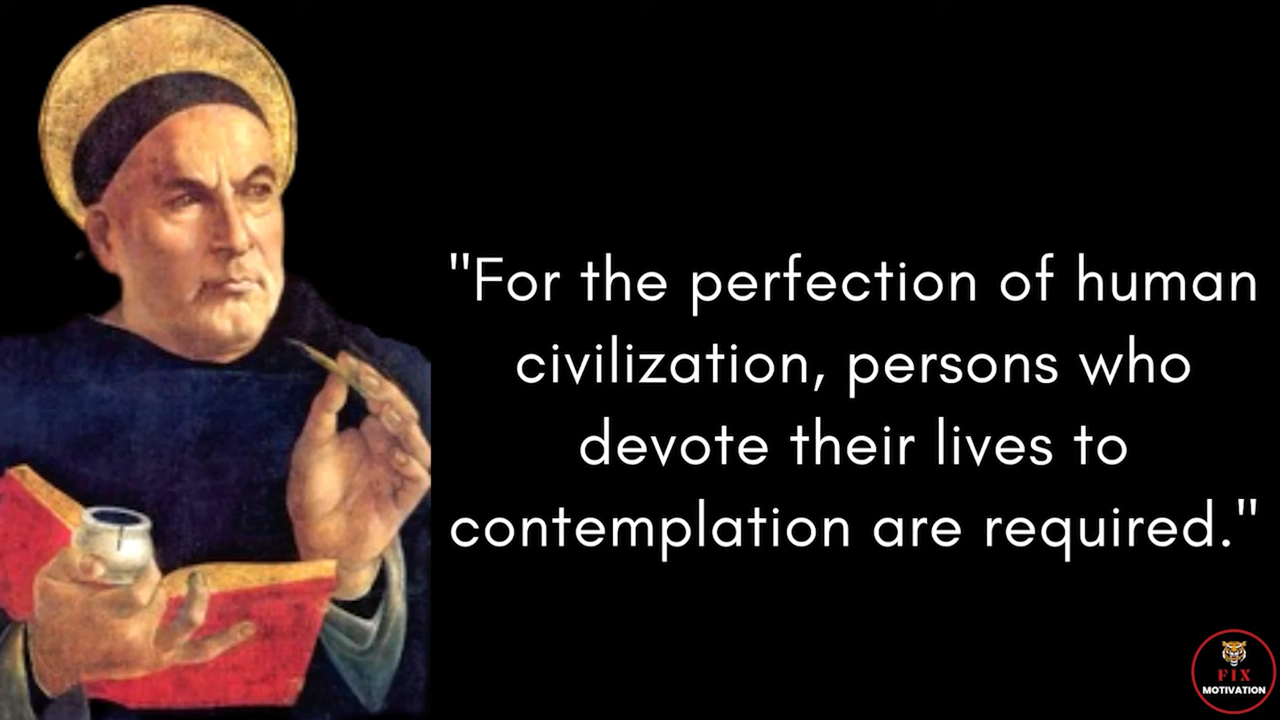 "For the perfection of human
civilization, persons who
devote their lives to
contemplation are required."
FIX
MOTIVATION